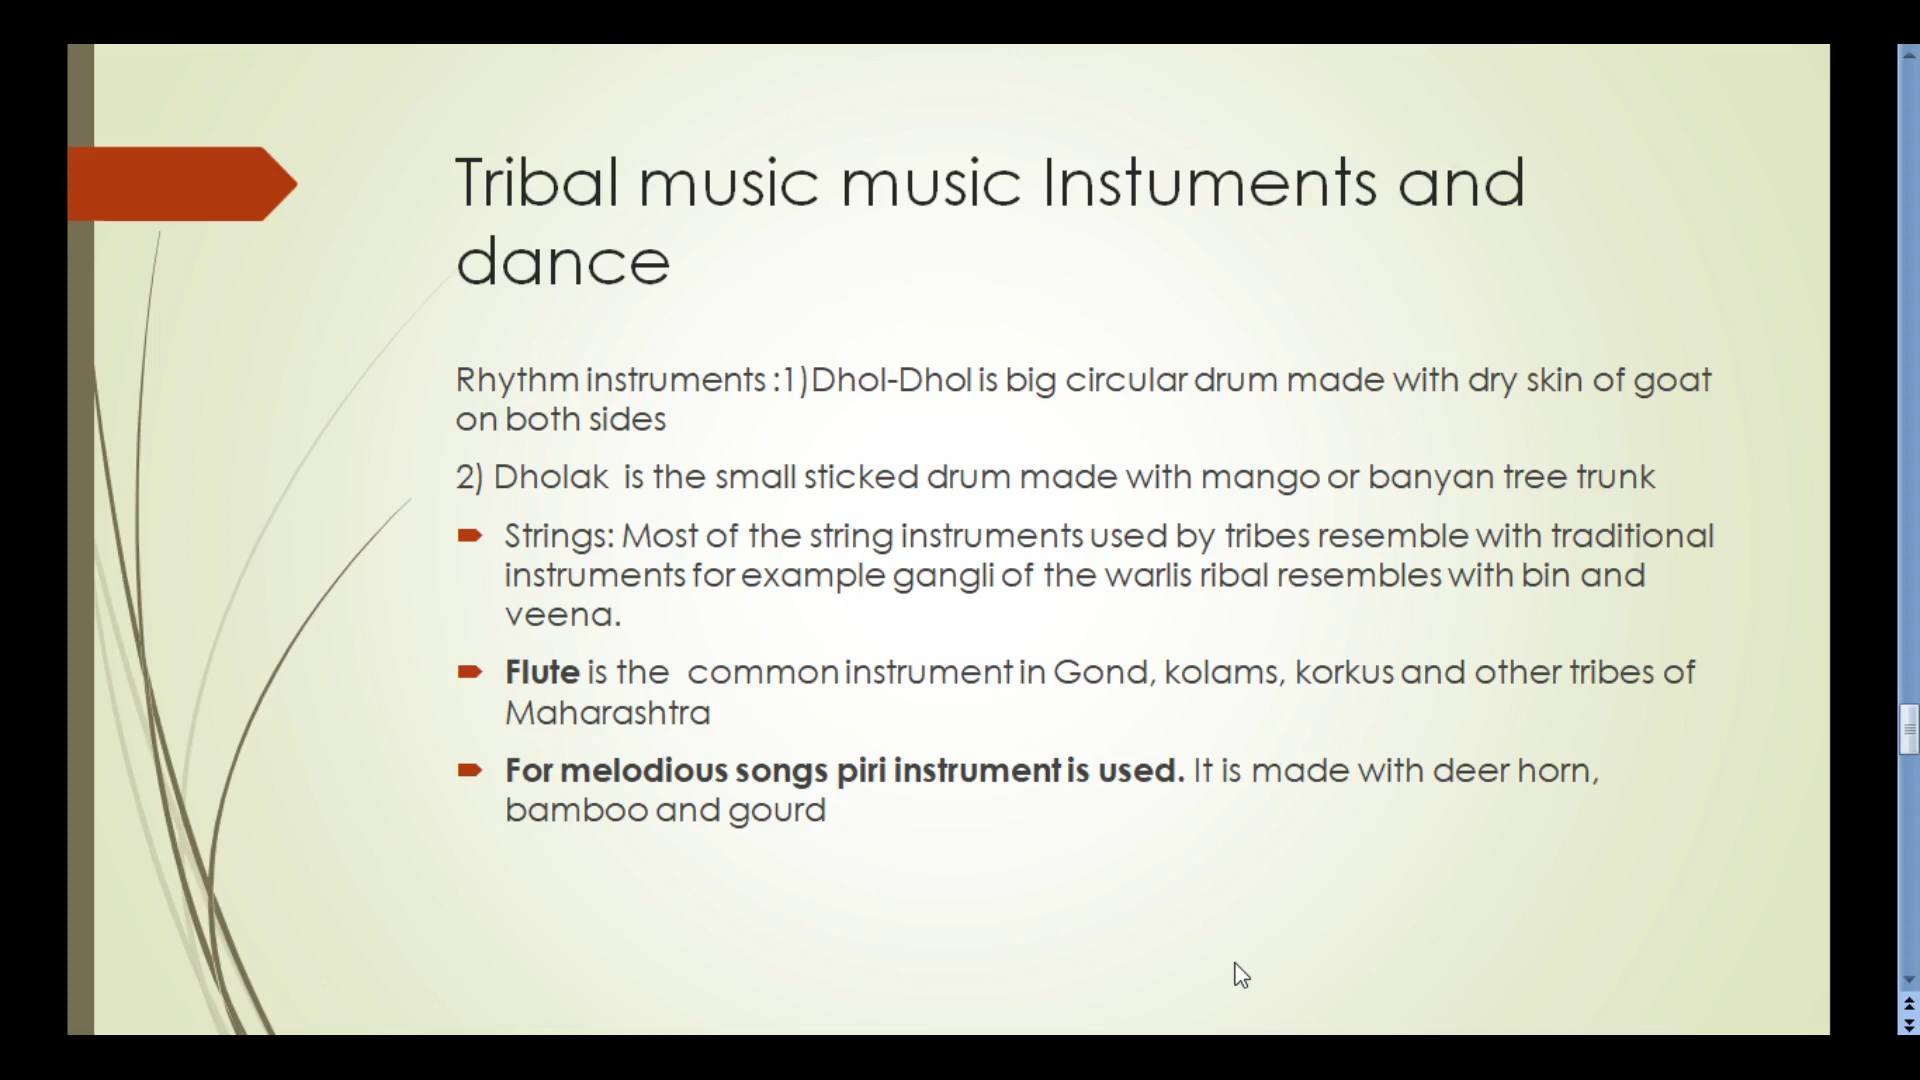 Tribal music music Instuments and
dance
Rhythm instruments :1)Dhol-Dhol is big circular drum made with dry skin of goat
on both sides
2) Dholak is the small sticked drum made with mango or banyan tree trunk
Strings: Most of the string instruments used by tribes resemble with traditional
instruments for example gangli of the warlis ribal resembles with bin and
veena.
Flute is the common instrument in Gond, kolams, korkus and other tribes of
Maharashtra
For melodious songs piri instrument is used. It is made with deer horn,
bamboo and gourd